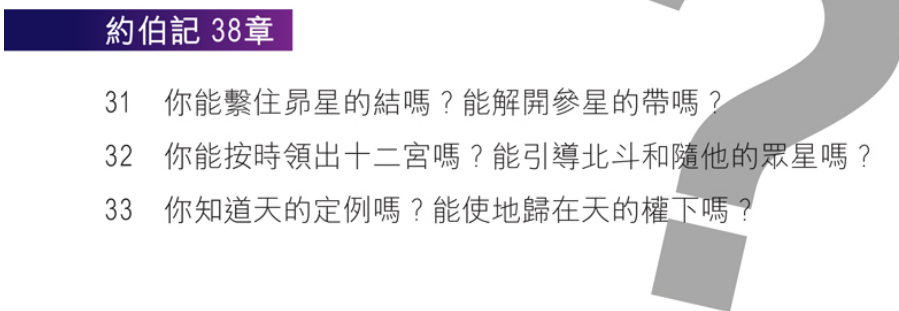 約伯記 38章
31 你能繫住昴星的結嗎？能解開參星的帶嗎？
32 你能按時領出十二宮嗎？能引導北斗和隨他的眾星嗎？
33 你知道天的定例嗎？能使地歸在天的權下嗎？
?